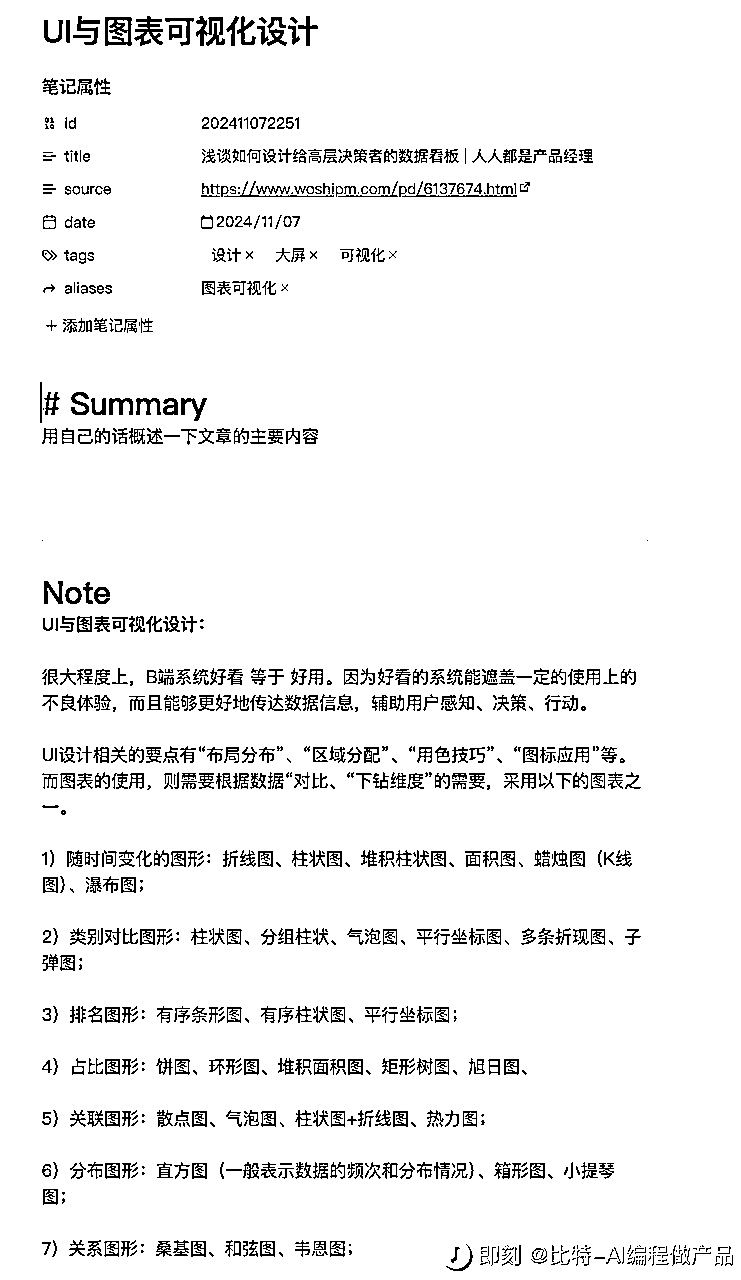 UI与图表可视化设计
笔记属性
id 202411072251
title 浅谈如何设计给高层决策者的数据看板 | 人人都是产品经理
source https://www.woshipm.com/pd/6137674.html
date 2024/11/07
tags 设计 × 大屏 × 可视化 ×
aliases 图表可视化 ×
+ 添加笔记属性
# Summary
用自己的话概述一下文章的主要内容
Note
UI与图表可视化设计：
很大程度上，B端系统好看 等于 好用。因为好看的系统能遮盖一定的使用上的
不良体验，而且能够更好地传达数据信息，辅助用户感知、决策、行动。
UI设计相关的要点有“布局分布”、“区域分配”、“用色技巧”、“图标应用”等。
而图表的使用，则需要根据数据“对比、“下钻维度”的需要，采用以下的图表之
一。
1）随时间变化的图形：折线图、柱状图、堆积柱状图、面积图、蜡烛图（K线
图）、瀑布图；
2）类别对比图形：柱状图、分组柱状、气泡图、平行坐标图、多条折现图、子
弹图；
3）排名图形：有序条形图、有序柱状图、平行坐标图；
4）占比图形：饼图、环形图、堆积面积图、矩形树图、旭日图、
5）关联图形：散点图、气泡图、柱状图+折线图、热力图；
6）分布图形：直方图（一般表示数据的频次和分布情况）、箱形图、小提琴
图；
7）关系图形：桑基图、和弦图、韦恩图；
即刻 @比特-AI编程做产品